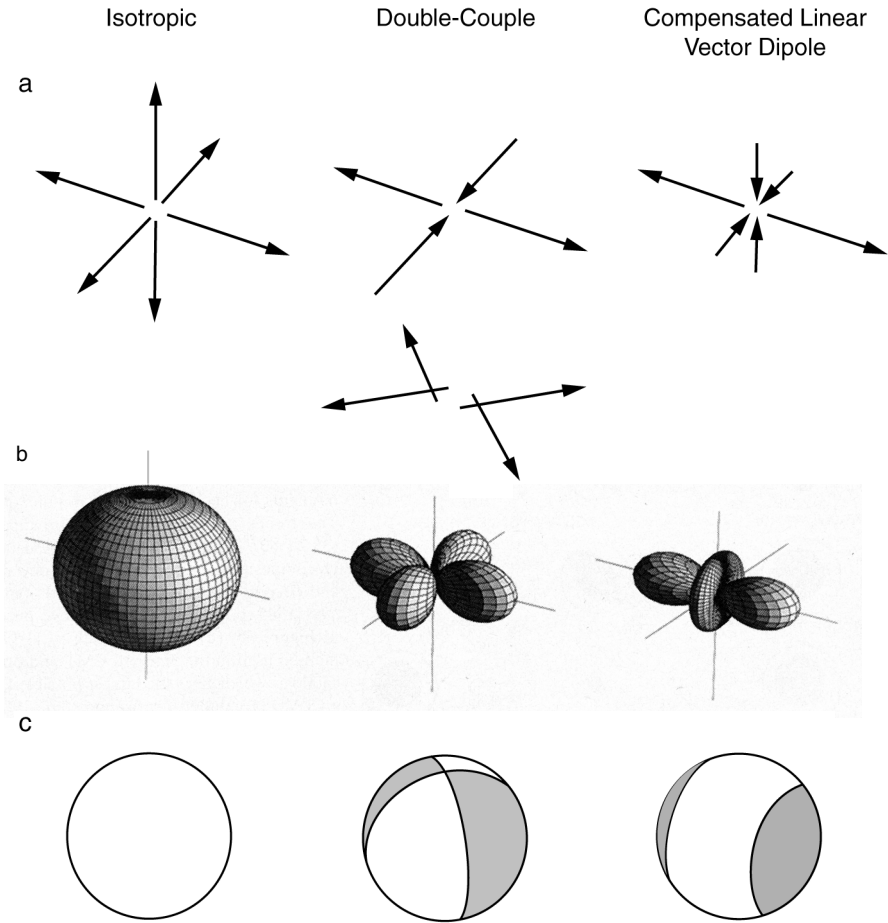 Isotropic
Double-Couple
Compensated Linear
Vector Dipole
a
b
c